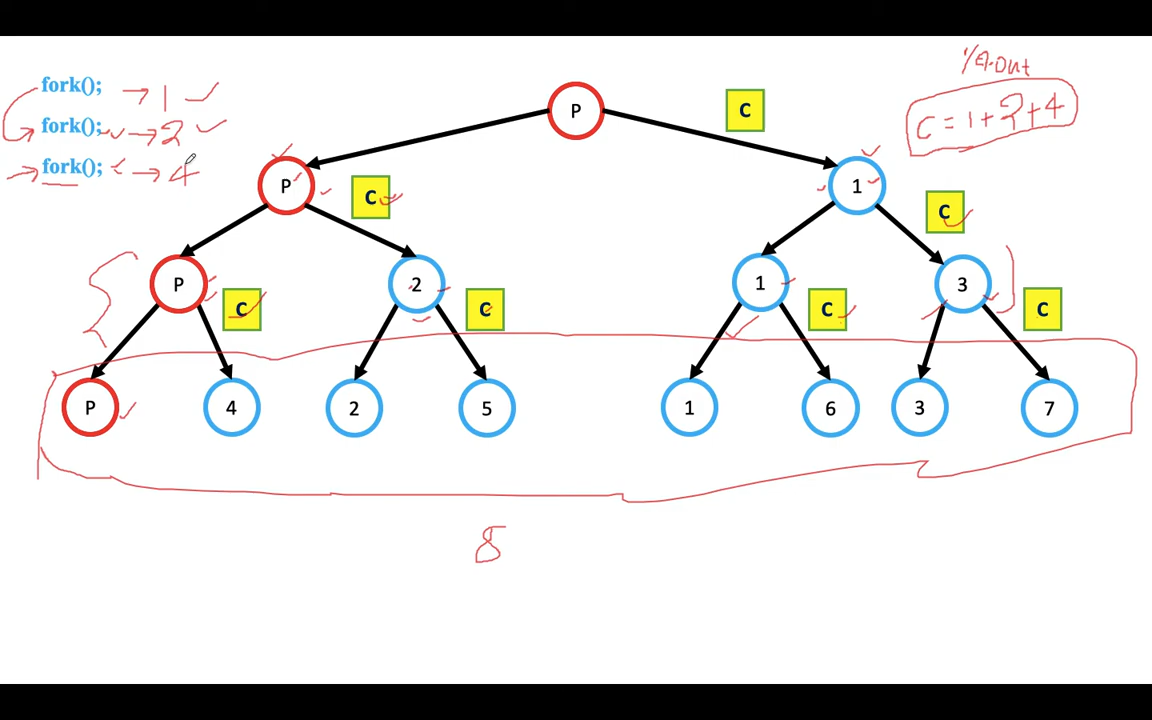 fork(); → 1
fork(); → 2
fork(); → 4
%a.out
C = 1+2+4
P
C
P
C
1
C
P
C
2
C
1
C
3
C
P
4
2
5
1
6
3
7
8